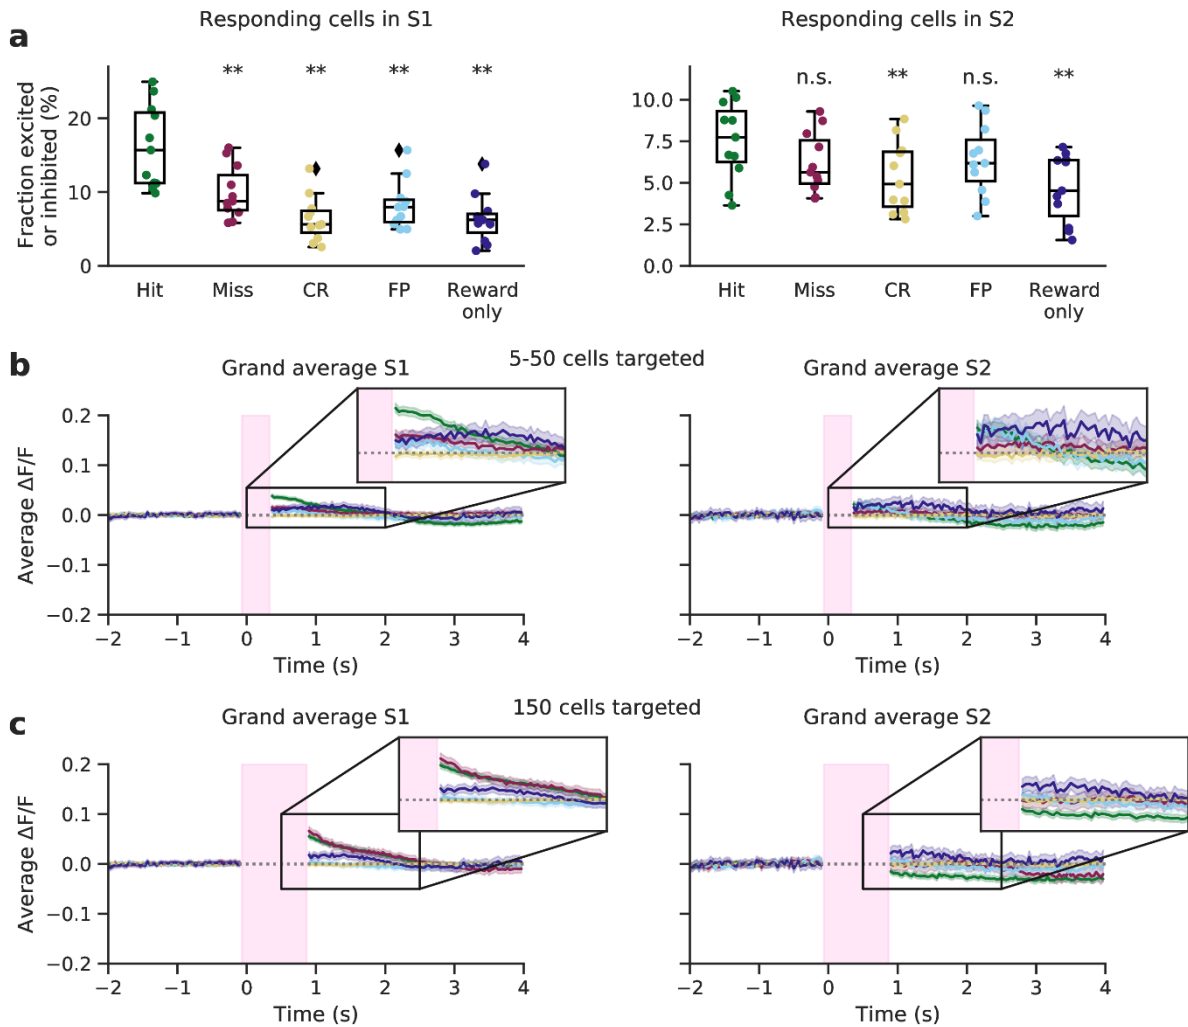 a
Responding cells in S1
Responding cells in S2
Fraction excited
or inhibited (%)
** ** ** **
n.s. ** n.s. **
20
10
0
10.0
7.5
5.0
2.5
0.0
Hit Miss CR FP Reward
only
Hit Miss CR FP Reward
only
b
5-50 cells targeted
Grand average S1
Grand average S2
Average ΔF/F
0.2
0.1
0.0
−0.1
−0.2
−2 −1 0 1 2 3 4
Time (s)
−2 −1 0 1 2 3 4
Time (s)
c
150 cells targeted
Grand average S1
Grand average S2
Average ΔF/F
0.2
0.1
0.0
−0.1
−0.2
−2 −1 0 1 2 3 4
Time (s)
−2 −1 0 1 2 3 4
Time (s)